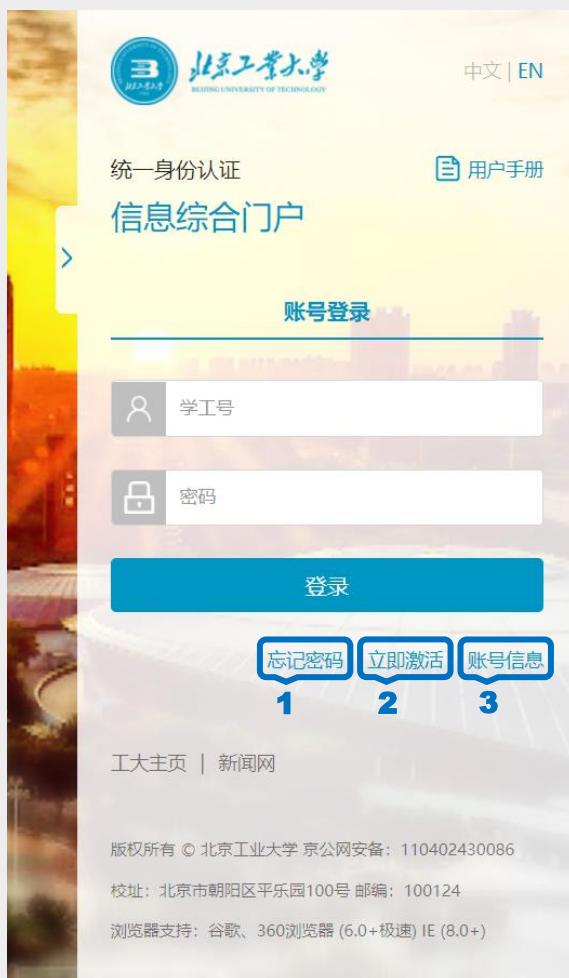 北京工业大学
BEIJING UNIVERSITY OF TECHNOLOGY
中文 | EN
统一身份认证
用户手册
信息综合门户
账号登录
学工号
密码
登录
忘记密码 立即激活 账号信息
1 2 3
工大主页 | 新闻网
版权所有 © 北京工业大学 京公网安备：110402430086
校址：北京市朝阳区平乐园100号 邮编：100124
浏览器支持：谷歌、360浏览器 (6.0+极速) IE (8.0+)